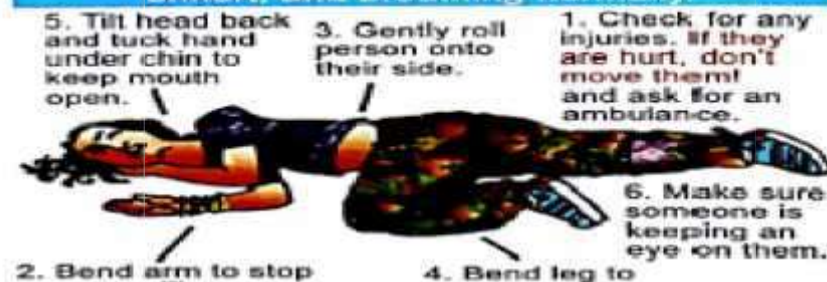 5. Tilt head back
and tuck hand
under chin to
keep mouth
open.
3. Gently roll
person onto
their side.
1. Check for any
injuries. If they
are hurt, don't
move them!
and ask for an
ambulance.
6. Make sure
someone is
keeping an
eye on them.
2. Bend arm to stop
4. Bend leg to